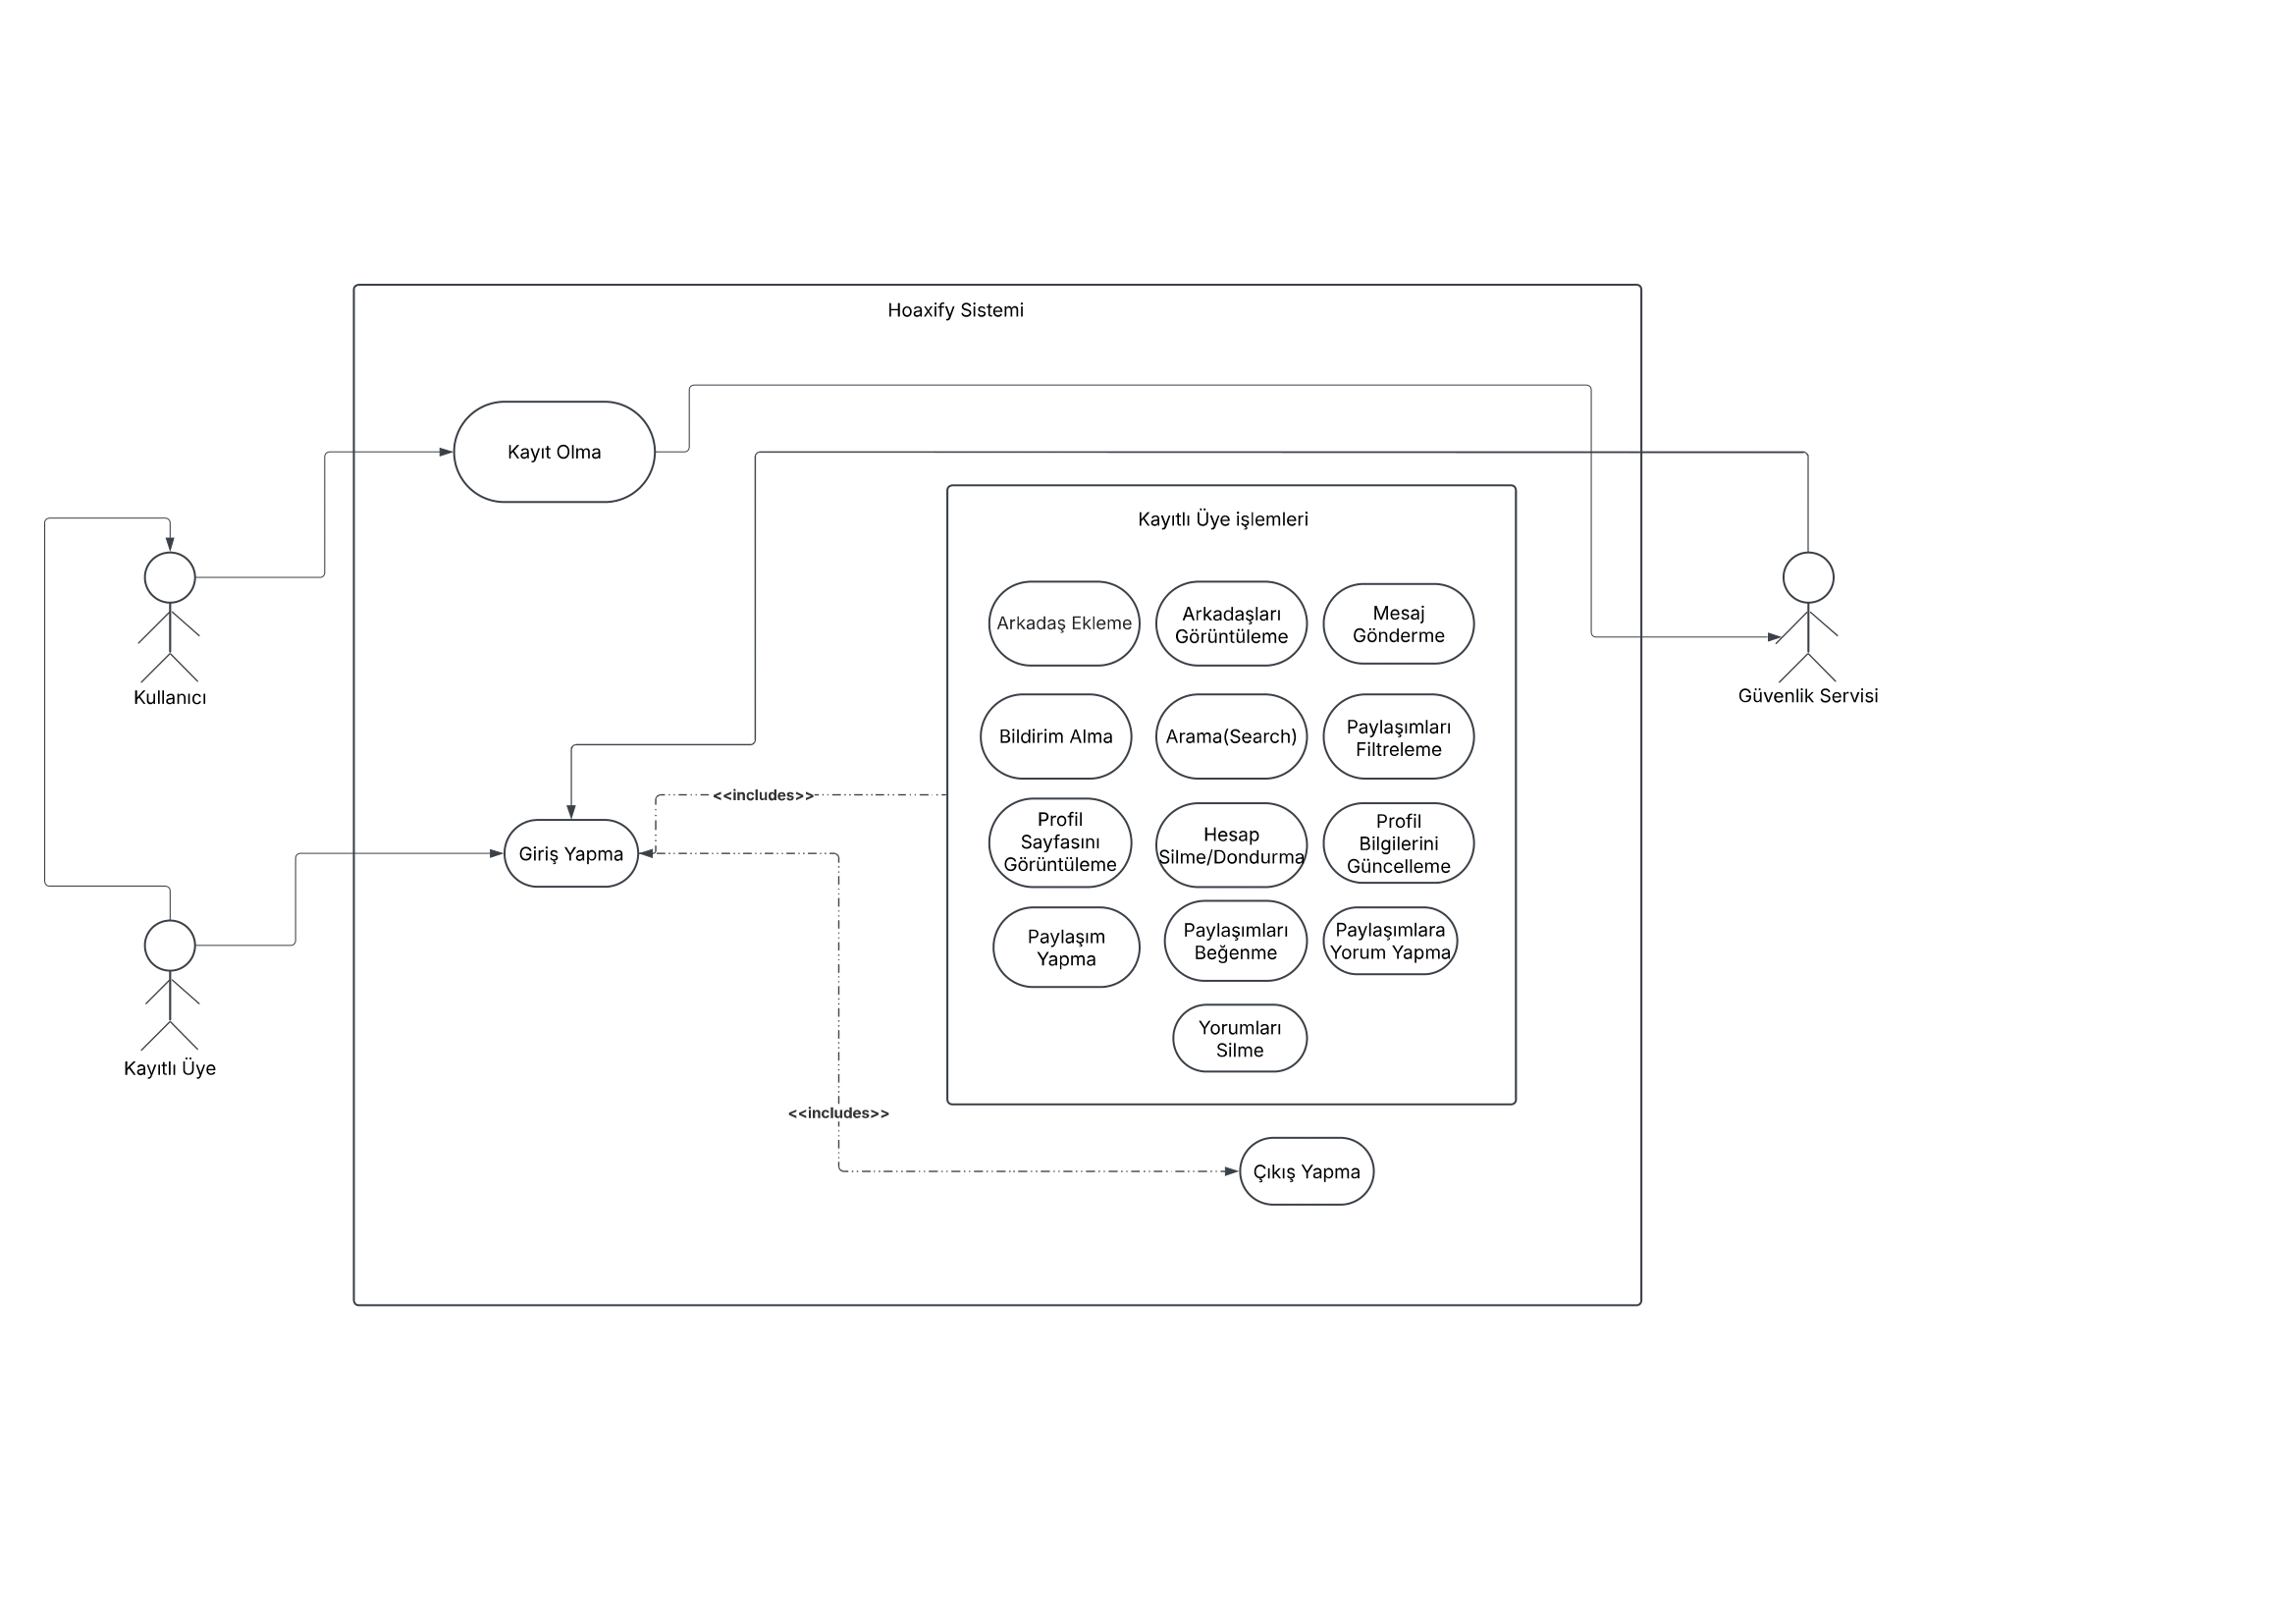 Hoaxify Sistemi
Kayıt Olma
Kayıtlı Üye işlemleri
Arkadaş Ekleme
Arkadaşları
Görüntüleme
Mesaj
Gönderme
Kullanıcı
Güvenlik Servisi
Bildirim Alma
Arama(Search)
Paylaşımları
Filtreleme
<<includes>>
Giriş Yapma
Profil
Sayfasını
Görüntüleme
Hesap
Silme/Dondurma
Profil
Bilgilerini
Güncelleme
Paylaşım
Yapma
Paylaşımları
Beğenme
Paylaşımlara
Yorum Yapma
Yorumları
Silme
Kayıtlı Üye
<<includes>>
Çıkış Yapma